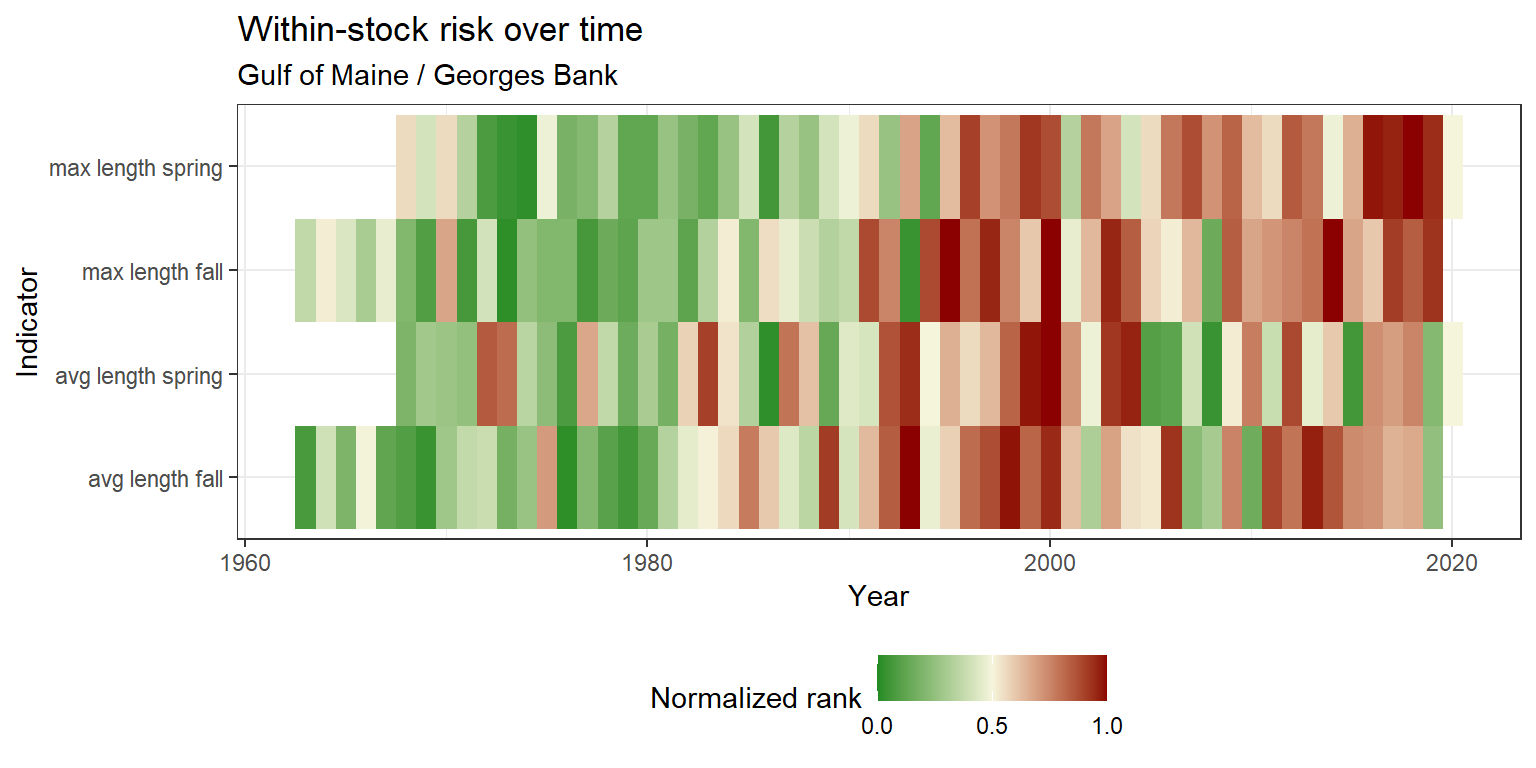 Within-stock risk over time
Gulf of Maine / Georges Bank
Indicator
max length spring
max length fall
avg length spring
avg length fall
1960 1980 2000 2020
Year
Normalized rank
0.0 0.5 1.0